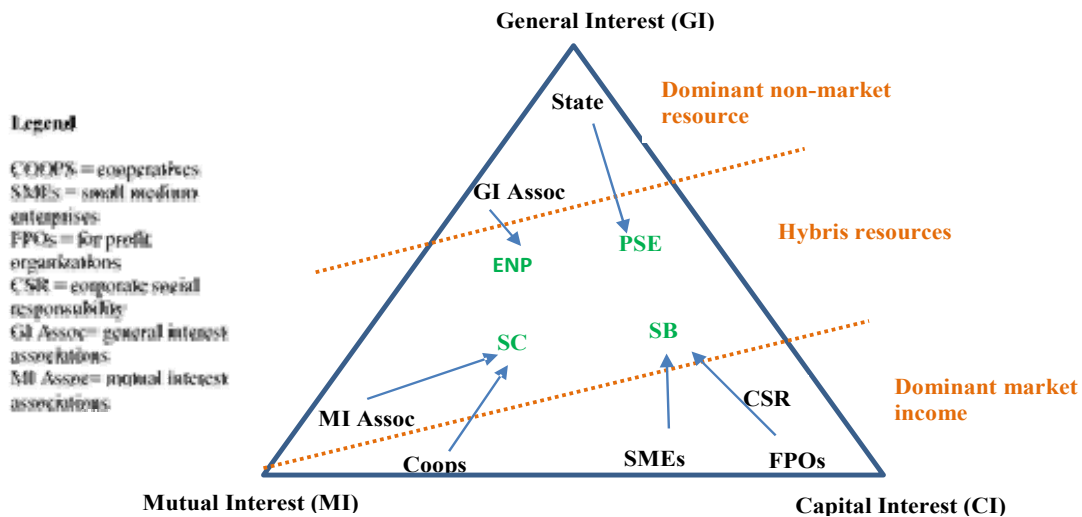 General Interest (GI)
Dominant non-market
resource
State
Legend
COOPS = cooperatives
SMEs = small medium
enterprises
FPOs = for profit
organizations
CSR = corporate social
responsibility
GI Assoc= general interest
associations
MI Assoc= mutual interest
associations
GI Assoc
Hybris resources
PSE
ENP
SC
SB
Dominant market
income
CSR
MI Assoc
Coops
SMEs
FPOs
Mutual Interest (MI)
Capital Interest (CI)